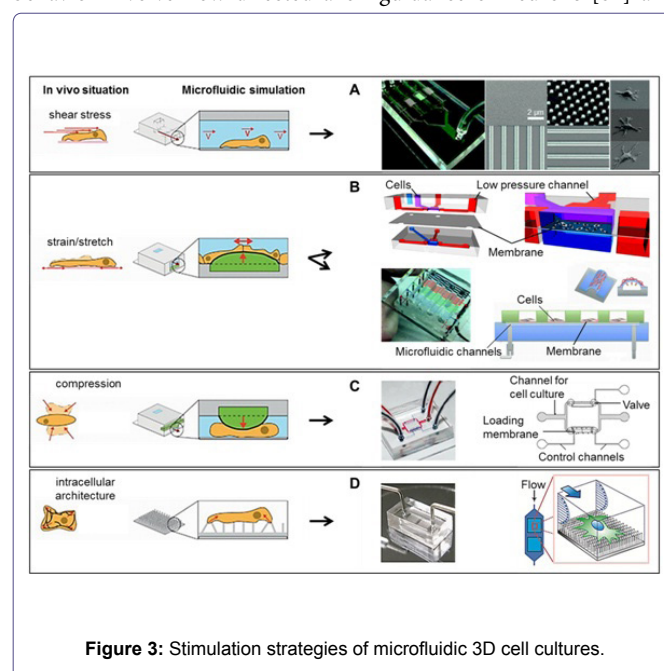 In vivo situation
Microfluidic simulation
A
shear stress
V
V
V
2 µm
B
Cells
Low pressure channel
Membrane
strain/stretch
Cells
Microfluidic channels
Membrane
compression
C
Channel for
cell culture
Valve
Loading
membrane
Control channels
intracellular
architecture
D
Flow
Figure 3: Stimulation strategies of microfluidic 3D cell cultures.